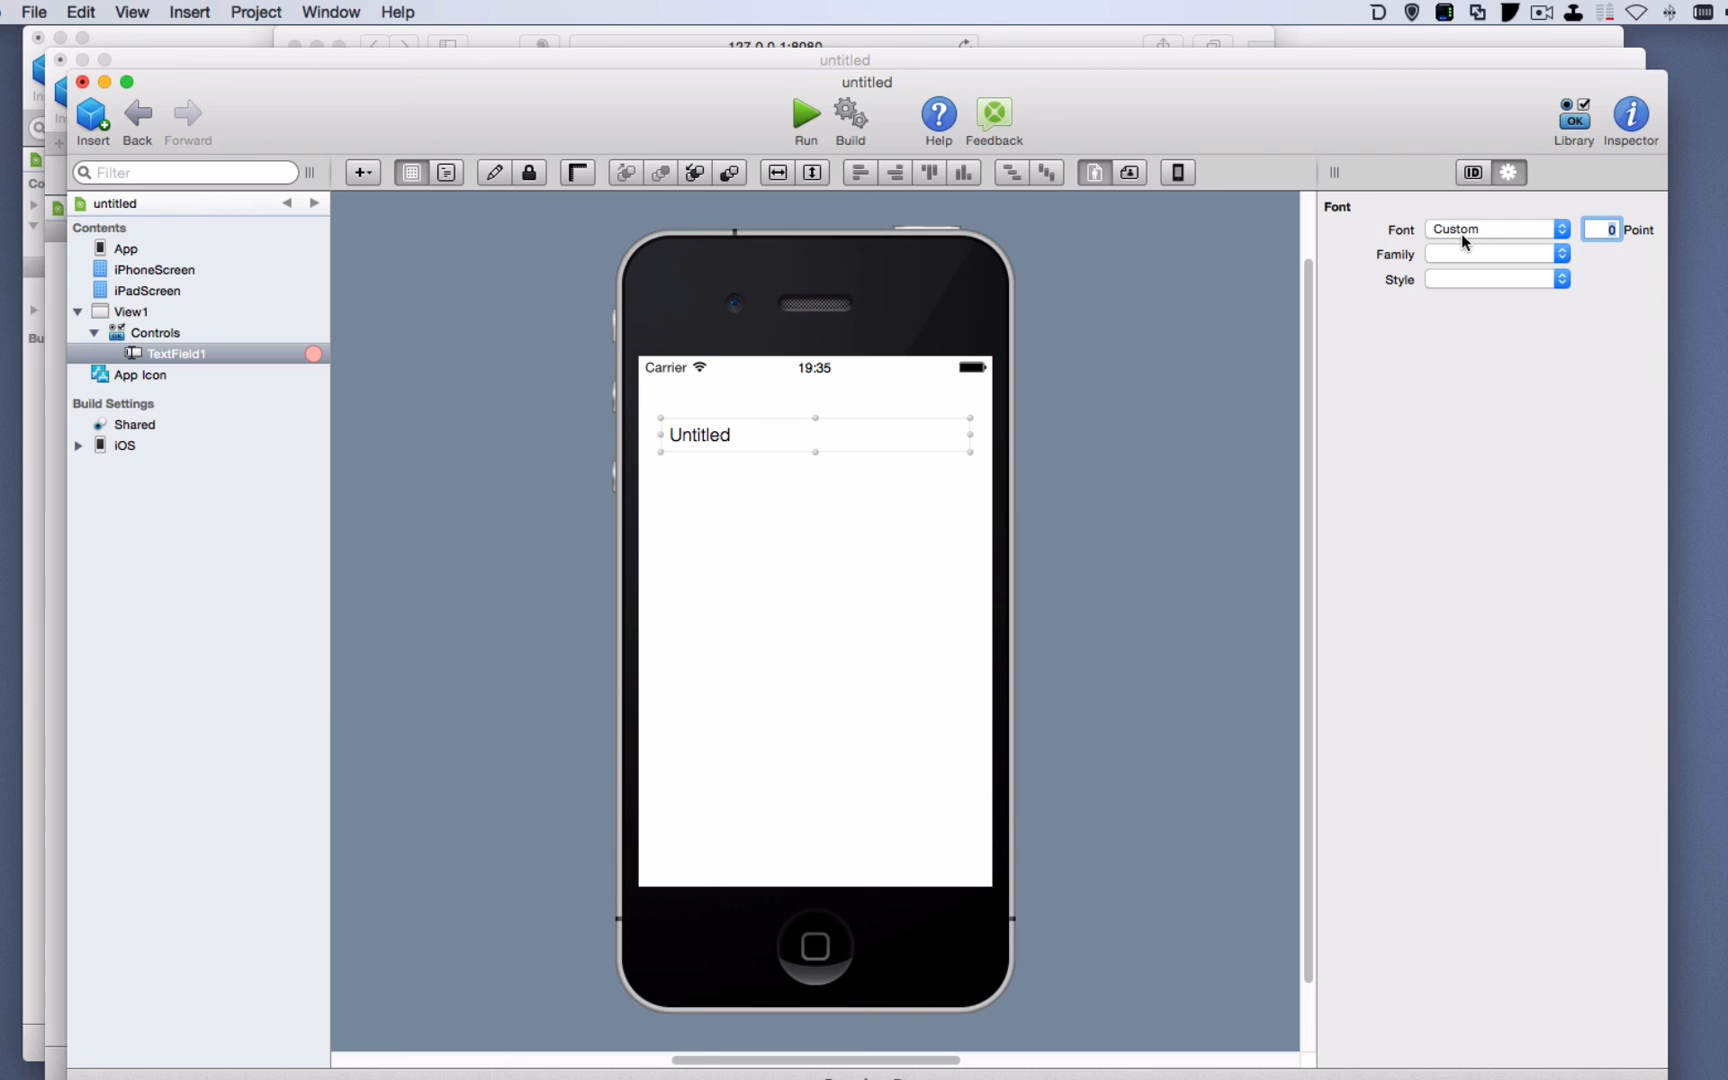 File Edit View Insert Project Window Help
127.0.0.1:8080
untitled
untitled
Insert Back Forward Run Build Help Feedback Library Inspector
Filter
untitled
Contents
App
iPhoneScreen
iPadScreen
View1
Controls
TextField1
App Icon
Build Settings
Shared
iOS
Carrier 19:35
Untitled
Font
Font Custom 0 Point
Family
Style
OK
ID